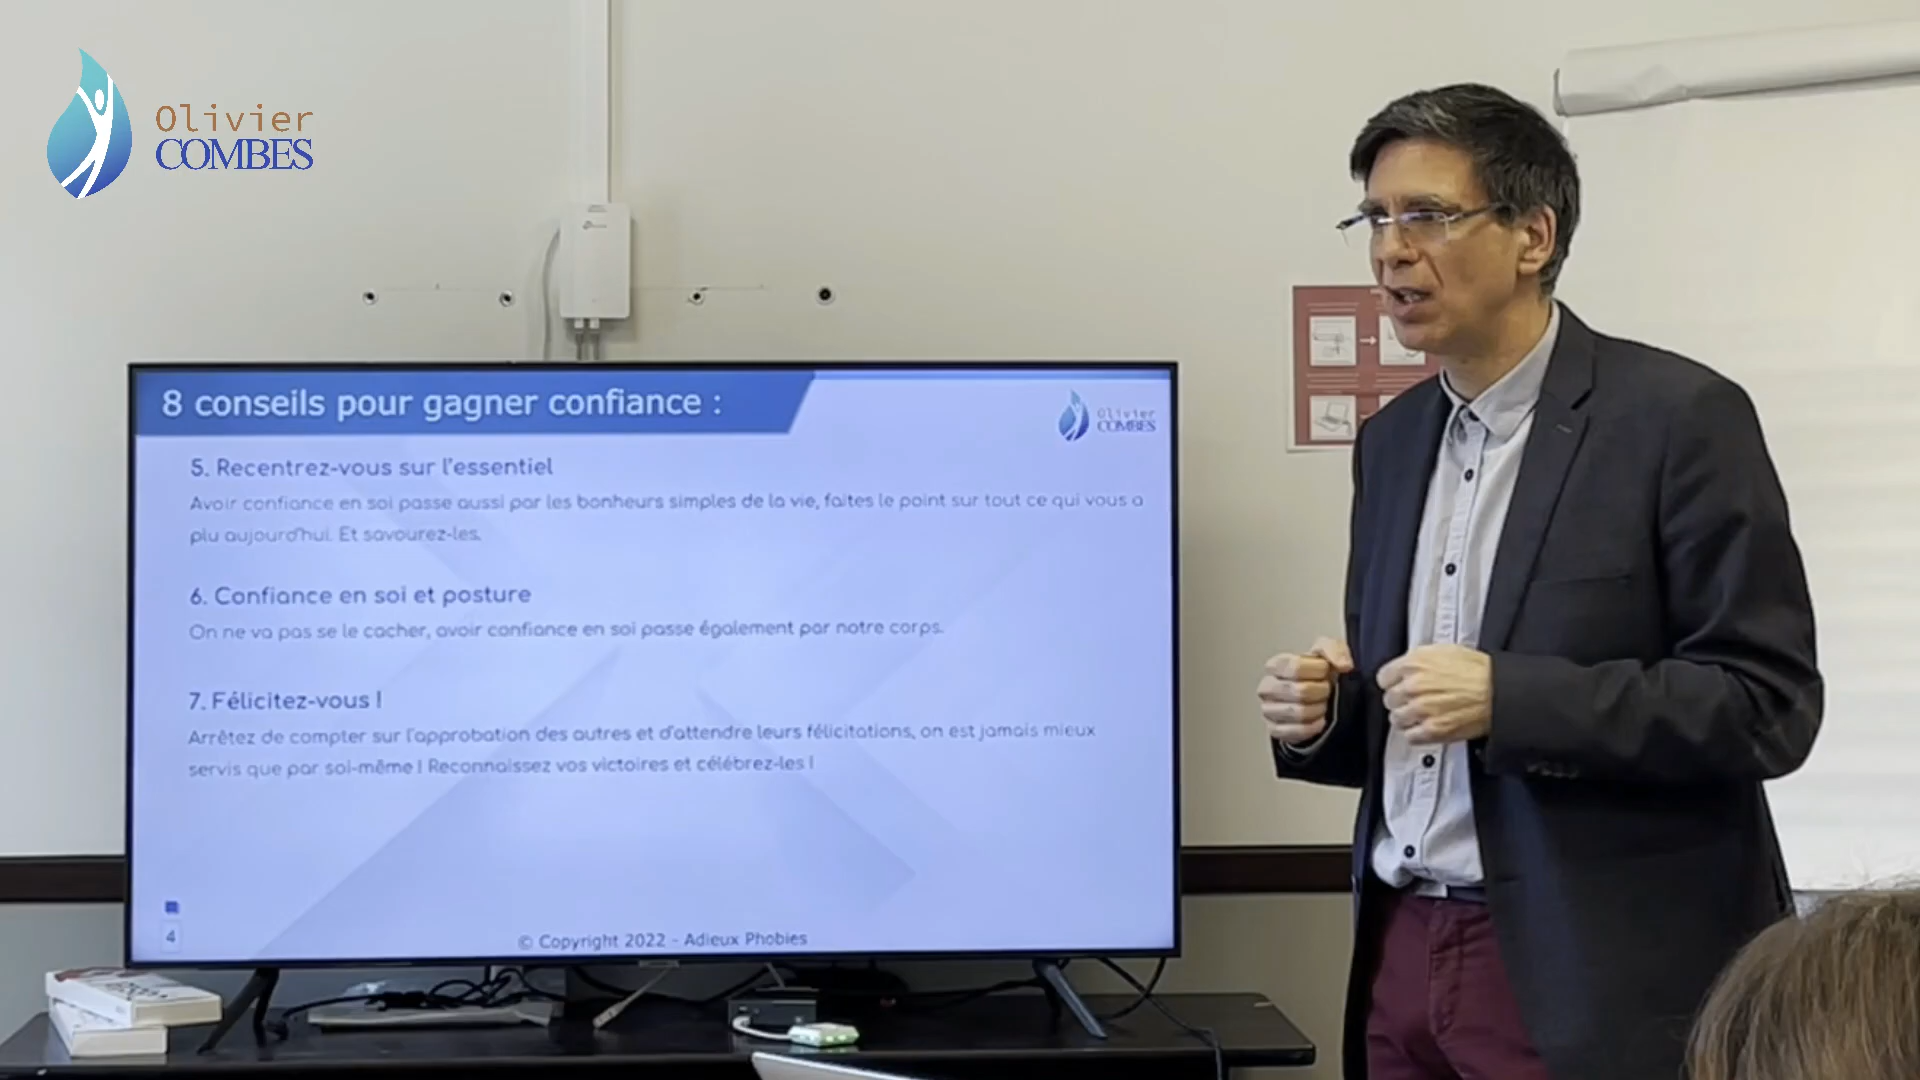 Olivier
COMBES
8 conseils pour gagner confiance :
Olivier
COMBES
5. Recentrez-vous sur l'essentiel
Avoir confiance en soi passe aussi par les bonheurs simples de la vie, faites le point sur tout ce qui vous a
plu aujourd'hui. Et savourez-les.
6. Confiance en soi et posture
On ne va pas se le cacher, avoir confiance en soi passe également par notre corps.
7. Félicitez-vous !
Arrêtez de compter sur l'approbation des autres et d'attendre leurs félicitations, on est jamais mieux
servis que par soi-même ! Reconnaissez vos victoires et célébrez-les !
4
© Copyright 2022 - Adieux Phobies